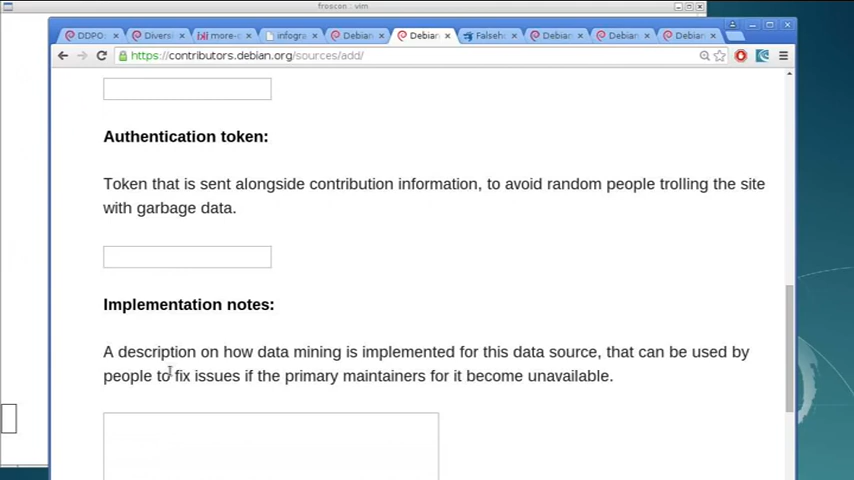 froscon : vim
DDPO:
Diversi
more-c
infogra
Debian
Debian
Falseh
Debian
Debian
Debian
https://contributors.debian.org/sources/add/
Authentication token:
Token that is sent alongside contribution information, to avoid random people trolling the site
with garbage data.
Implementation notes:
A description on how data mining is implemented for this data source, that can be used by
people to fix issues if the primary maintainers for it become unavailable.